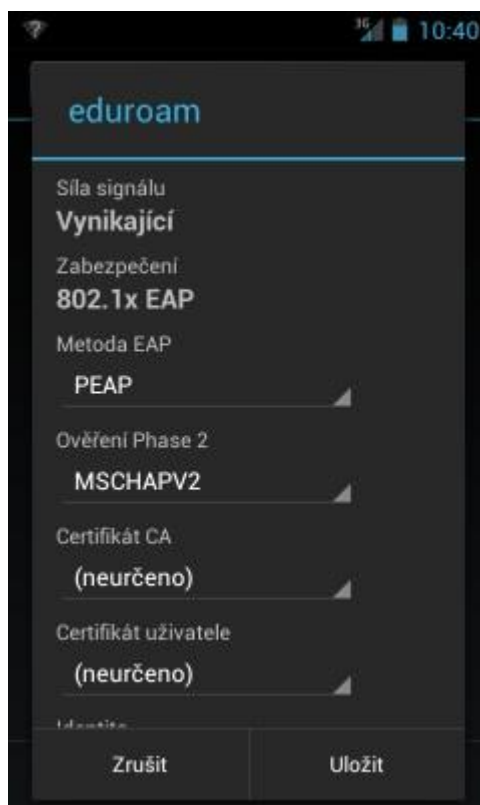 3G 10:40
eduroam
Síla signálu
Vynikající
Zabezpečení
802.1x EAP
Metoda EAP
PEAP
Ověření Phase 2
MSCHAPV2
Certifikát CA
(neurčeno)
Certifikát uživatele
(neurčeno)
Zrušit Uložit